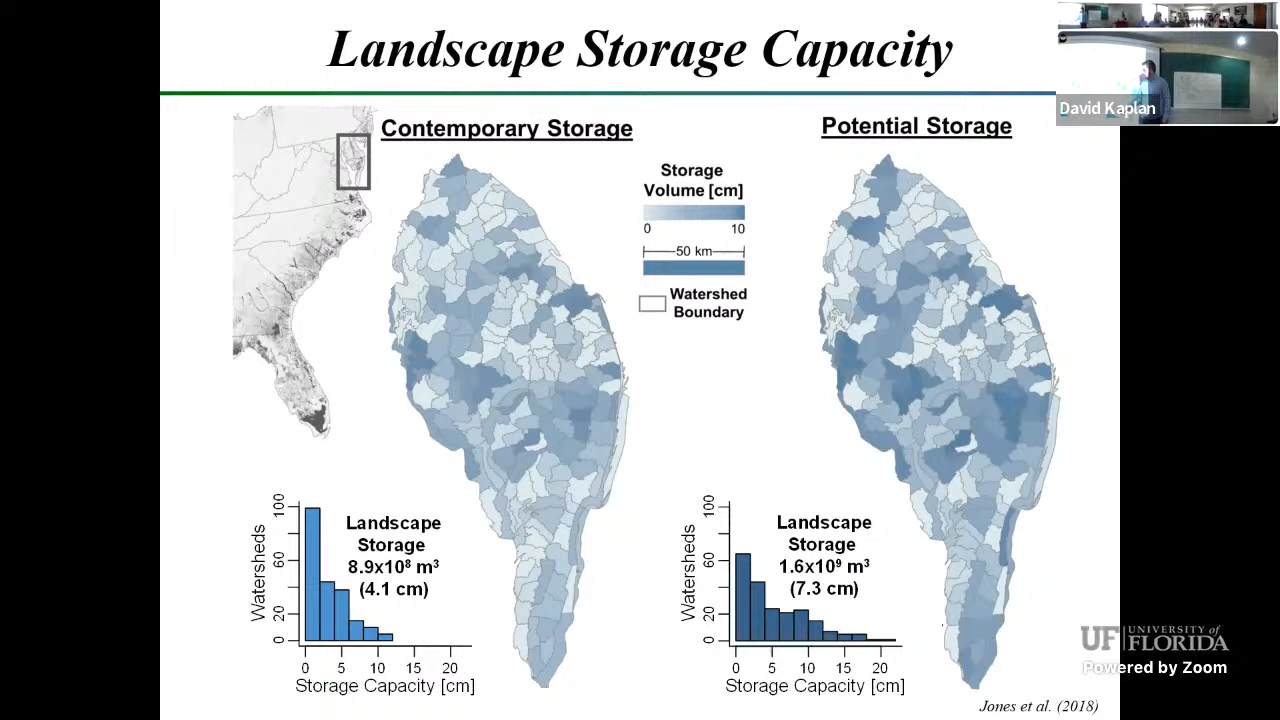 Landscape Storage Capacity
David Kaplan
Contemporary Storage
Potential Storage
Storage
Volume [cm]
0 10
50 km
Watershed
Boundary
Watersheds
100
60
20
0
Landscape
Storage
8.9x10⁸ m³
(4.1 cm)
0 5 10 15 20
Storage Capacity [cm]
Watersheds
100
60
20
0
Landscape
Storage
1.6x10⁹ m³
(7.3 cm)
0 5 10 15 20
Storage Capacity [cm]
UF UNIVERSITY of
FLORIDA
Powered by Zoom
Jones et al. (2018)